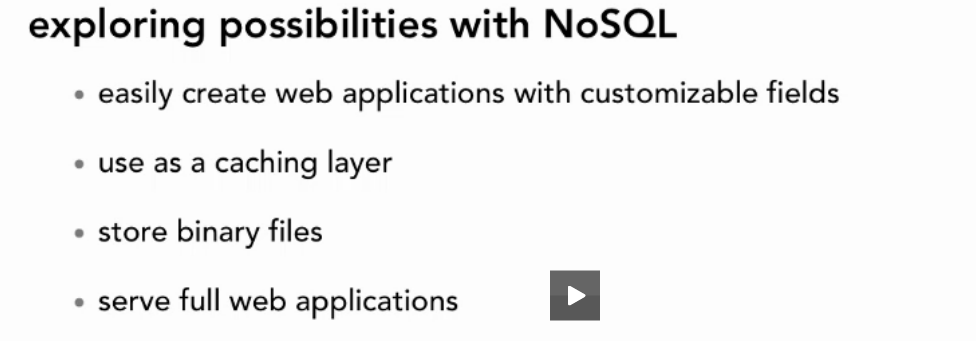 exploring possibilities with NoSQL
easily create web applications with customizable fields
use as a caching layer
store binary files
serve full web applications